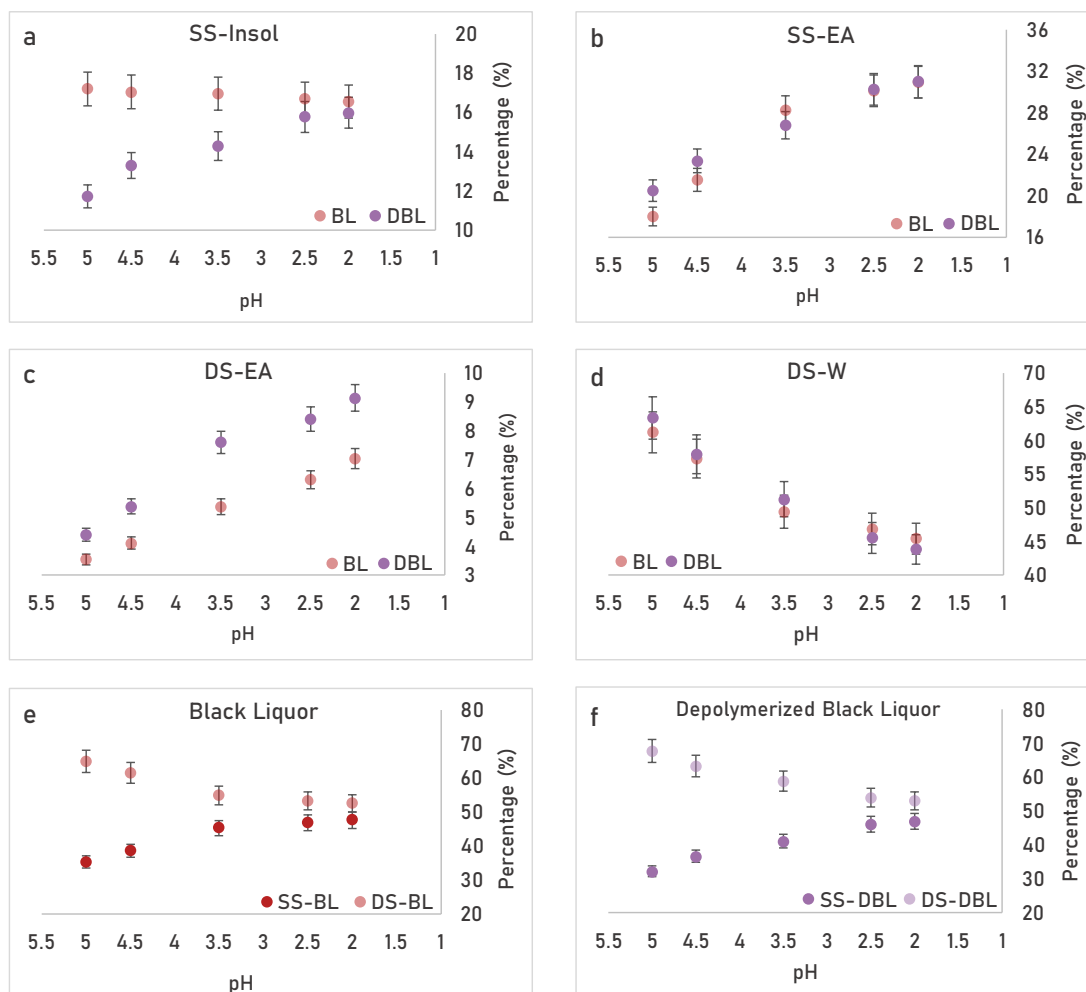 a
SS-Insol
20
18
16
14
12
10
Percentage (%)
BL DBL
5.5 5 4.5 4 3.5 3 2.5 2 1.5 1
pH
b
SS-EA
36
32
28
24
20
16
Percentage (%)
BL DBL
5.5 5 4.5 4 3.5 3 2.5 2 1.5 1
pH
c
DS-EA
10
9
8
7
6
5
4
3
Percentage (%)
BL DBL
5.5 5 4.5 4 3.5 3 2.5 2 1.5 1
pH
d
DS-W
70
65
60
55
50
45
40
Percentage (%)
BL DBL
5.5 5 4.5 4 3.5 3 2.5 2 1.5 1
pH
e
Black Liquor
80
70
60
50
40
30
20
Percentage (%)
SS-BL DS-BL
5.5 5 4.5 4 3.5 3 2.5 2 1.5 1
pH
f
Depolymerized Black Liquor
80
70
60
50
40
30
20
Percentage (%)
SS-DBL DS-DBL
5.5 5 4.5 4 3.5 3 2.5 2 1.5 1
pH